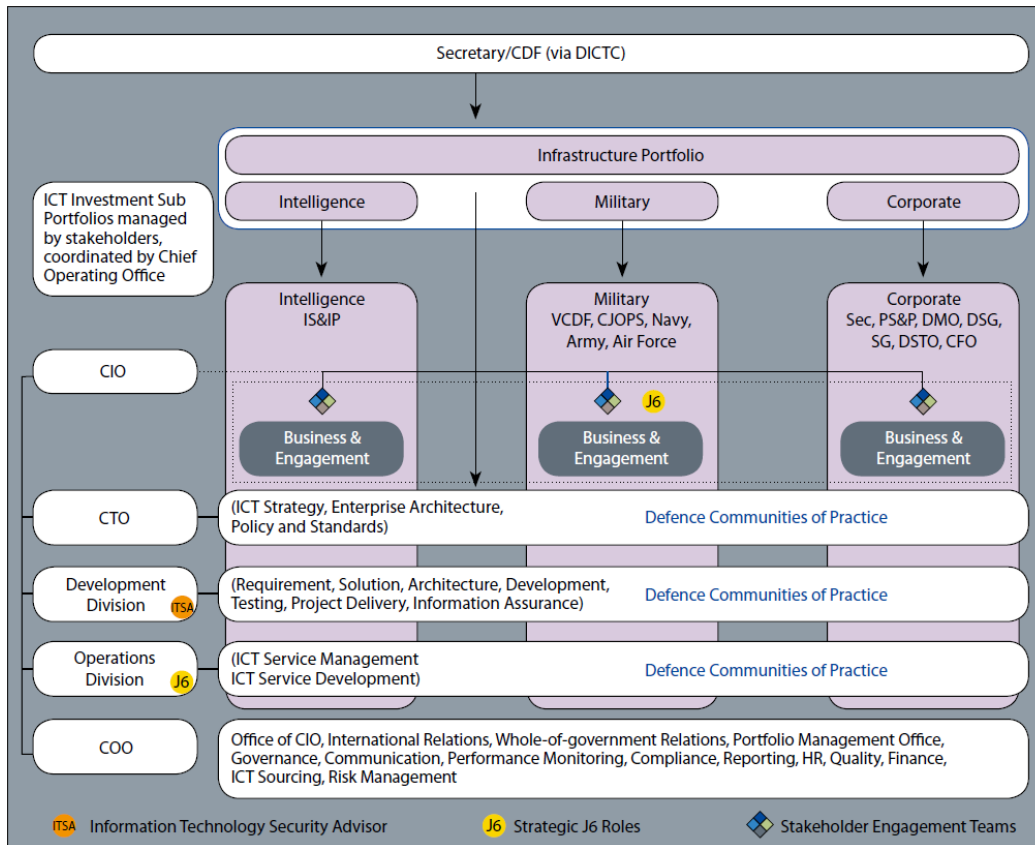 Secretary/CDF (via DICTC)
Infrastructure Portfolio
ICT Investment Sub
Portfolios managed
by stakeholders,
coordinated by Chief
Operating Office
Intelligence
Military
Corporate
Intelligence
IS&IP
Military
VCDF, CJOPS, Navy,
Army, Air Force
Corporate
Sec, PS&P, DMO, DSG,
SG, DSTO, CFO
CIO
J6
Business &
Engagement
Business &
Engagement
Business &
Engagement
CTO
(ICT Strategy, Enterprise Architecture,
Policy and Standards)
Defence Communities of Practice
Development
Division
ITSA
(Requirement, Solution, Architecture, Development,
Testing, Project Delivery, Information Assurance)
Defence Communities of Practice
Operations
Division
J6
(ICT Service Management
ICT Service Development)
Defence Communities of Practice
COO
Office of CIO, International Relations, Whole-of-government Relations, Portfolio Management Office,
Governance, Communication, Performance Monitoring, Compliance, Reporting, HR, Quality, Finance,
ICT Sourcing, Risk Management
ITSA Information Technology Security Advisor
J6 Strategic J6 Roles
Stakeholder Engagement Teams